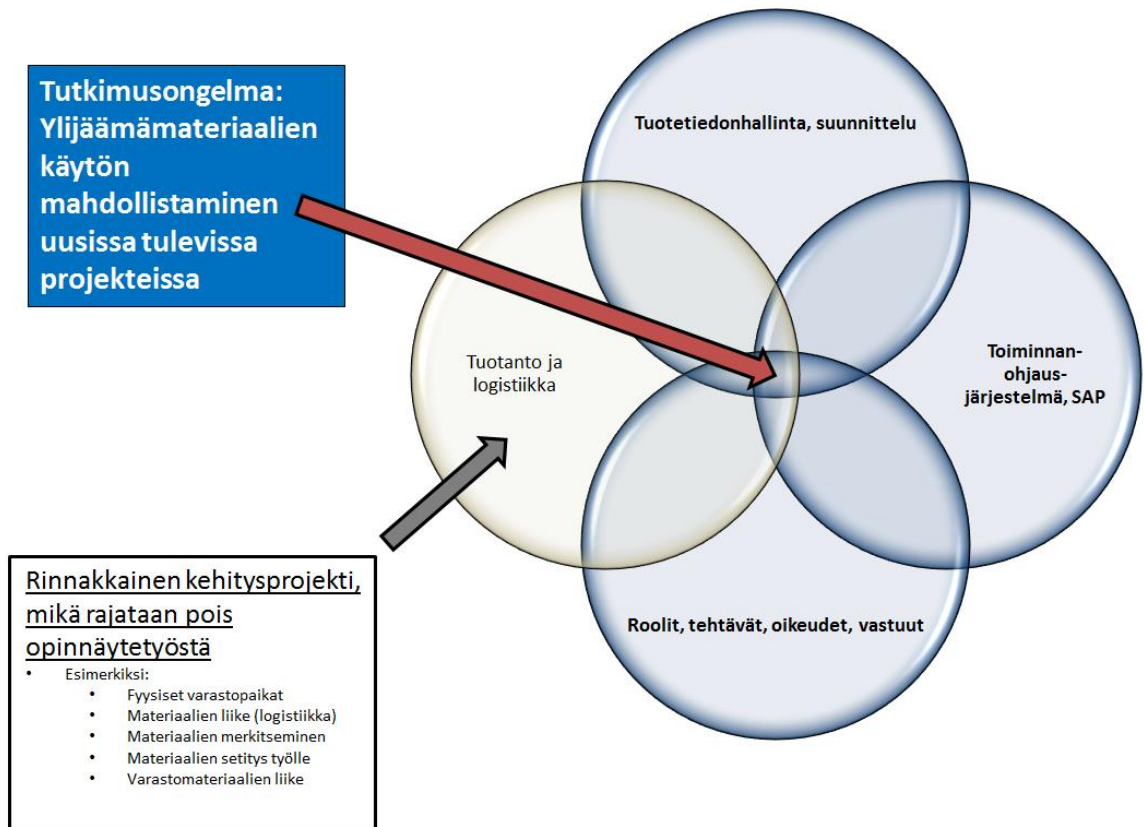 Tutkimusongelma:
Ylijäämämateriaalien
käytön
mahdollistaminen
uusissa tulevissa
projekteissa
Tuotetiedonhallinta, suunnittelu
Tuotanto ja
logistiikka
Toiminnan-
ohjaus-
järjestelmä, SAP
Roolit, tehtävät, oikeudet, vastuut
Rinnakkainen kehitysprojekti,
mikä rajataan pois
opinnäytetyöstä
• Esimerkiksi:
• Fyysiset varastopaikat
• Materiaalien liike (logistiikka)
• Materiaalien merkitseminen
• Materiaalien setitys työlle
• Varastomateriaalien liike